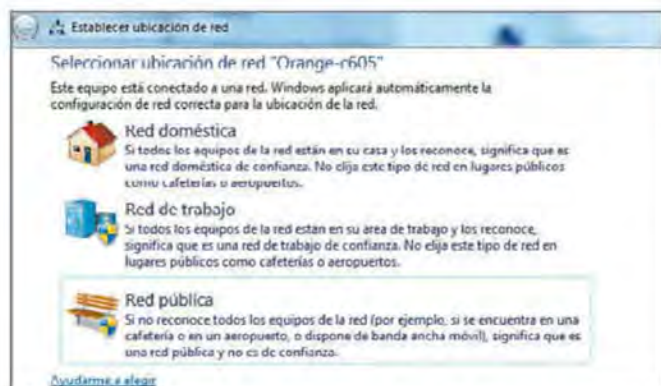 Establecer ubicación de red
Seleccionar ubicación de red "Orange-c605"
Este equipo está conectado a una red. Windows aplicará automáticamente la
configuración de red correcta para la ubicación de la red.
Red doméstica
Si todos los equipos de la red están en su casa y los reconoce, significa que es
una red doméstica de confianza. No elija este tipo de red en lugares públicos
como cafeterías o aeropuertos.
Red de trabajo
Si todos los equipos de la red están en su área de trabajo y los reconoce,
significa que es una red de trabajo de confianza. No elija este tipo de red en
lugares públicos como cafeterías o aeropuertos.
Red pública
Si no reconoce todos los equipos de la red (por ejemplo, si se encuentra en una
cafetería o en un aeropuerto, o dispone de banda ancha móvil), significa que es
una red pública y no es de confianza.
Ayudarme a elegir